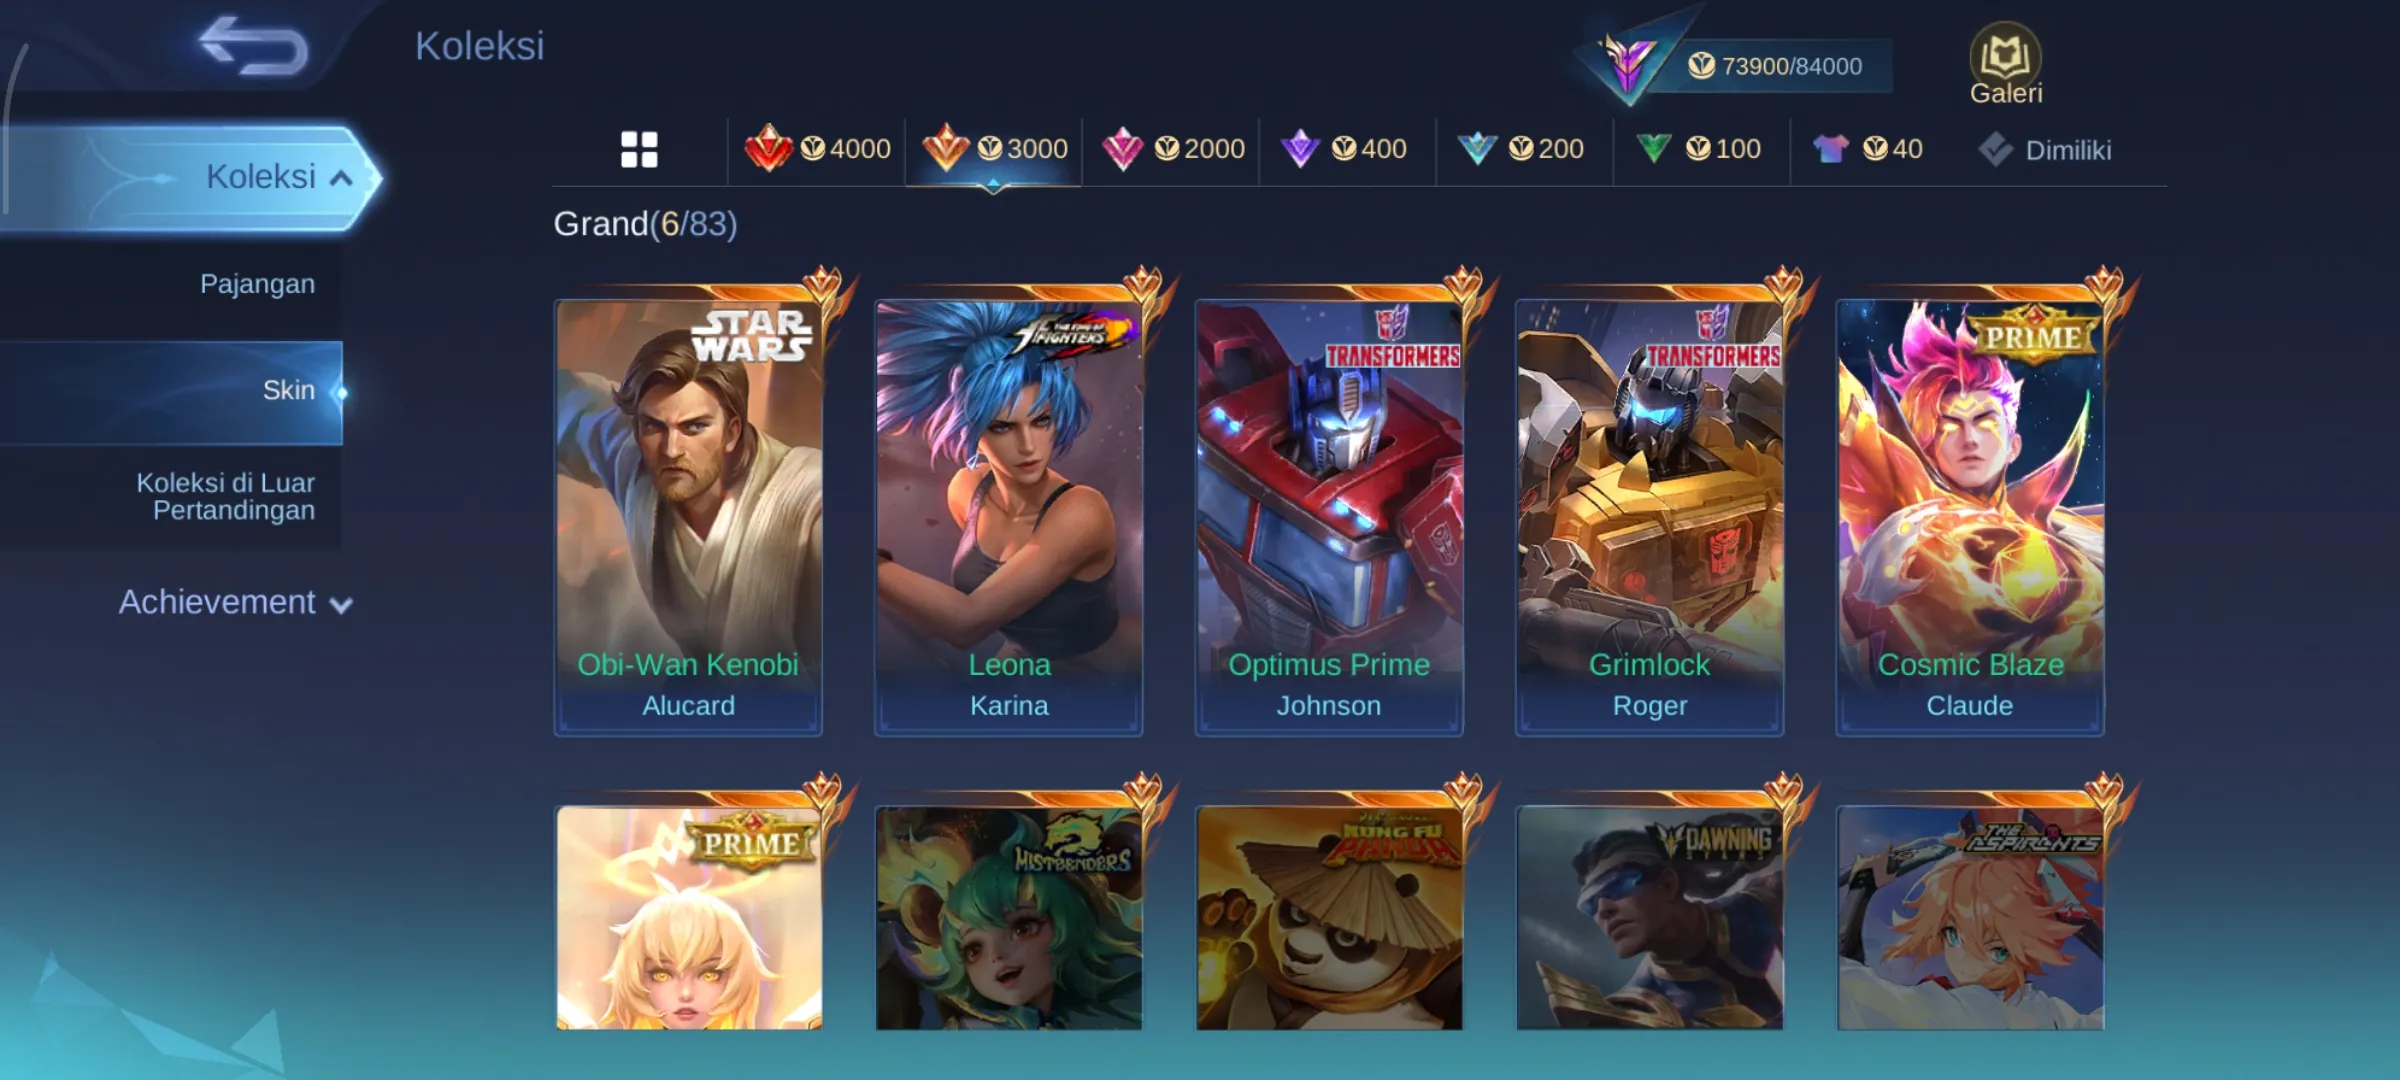 Koleksi
73900/84000
Galeri
4000
3000
2000
400
200
100
40
Dimiliki
Koleksi
Pajangan
Skin
Koleksi di Luar
Pertandingan
Achievement
Grand(6/83)
STAR
WARS
THE KING OF
FIGHTERS
TRANSFORMERS
TRANSFORMERS
PRIME
Obi-Wan Kenobi
Alucard
Leona
Karina
Optimus Prime
Johnson
Grimlock
Roger
Cosmic Blaze
Claude
PRIME
MISTBENDERS
KUNG FU
PANDA
DAWNING
STARS
THE
ASPIRANTS